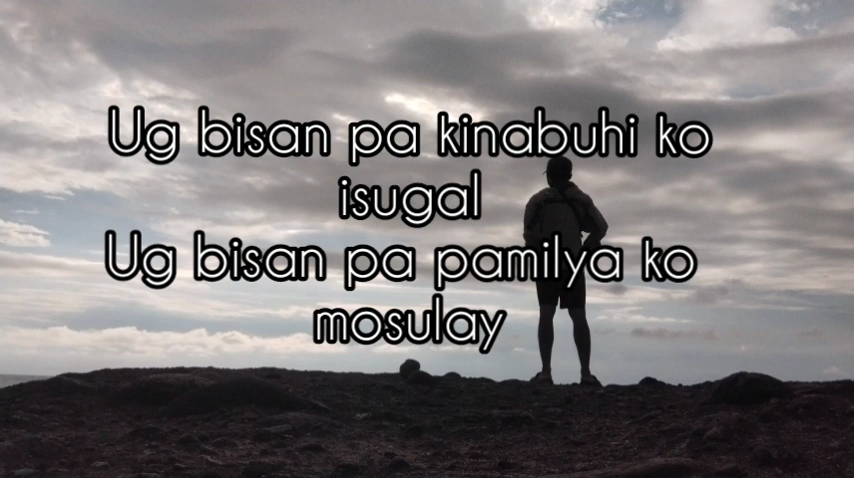 Ug bisan pa kinabuhi ko
isugal
Ug bisan pa pamilya ko
mosulay